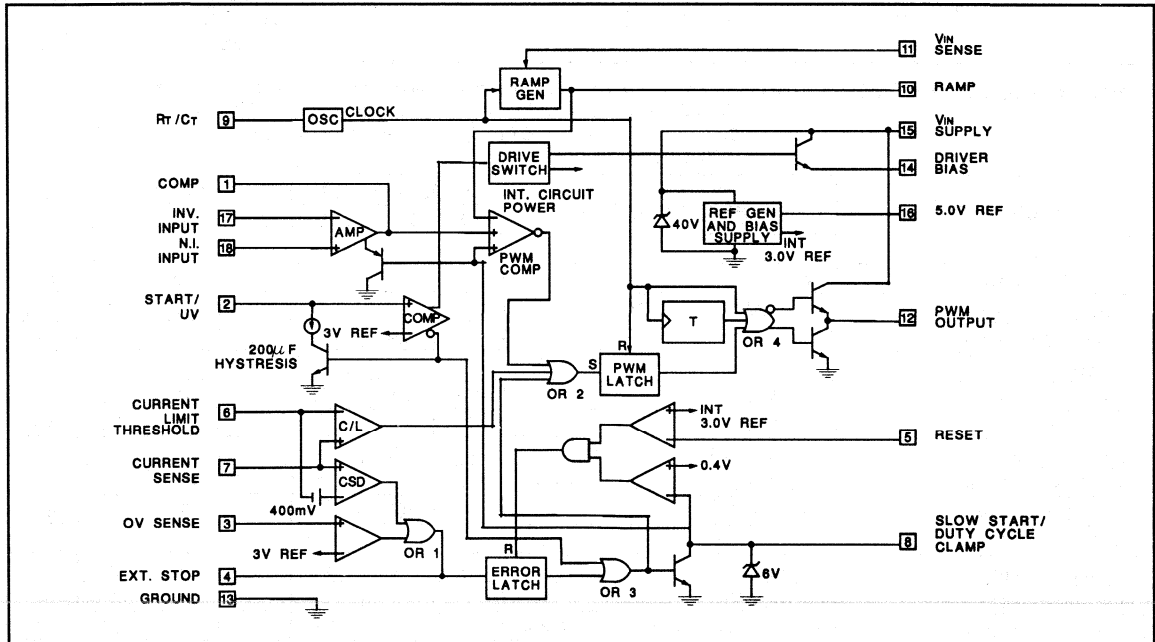 VIN
SENSE
11
RAMP
GEN
10
RAMP
RT/CT
9
OSC
CLOCK
VIN
SUPPLY
15
DRIVE
SWITCH
14
DRIVER
BIAS
COMP
1
INT. CIRCUIT
POWER
INV.
INPUT
17
N.I.
INPUT
18
AMP
PWM
COMP
40V
REF GEN
AND BIAS
SUPPLY
INT
3.0V REF
16
5.0V REF
START/
UV
2
COMP
3V REF
200µF
HYSTRESIS
T
OR 4
12
PWM
OUTPUT
R
S
PWM
LATCH
OR 2
CURRENT
LIMIT
THRESHOLD
6
C/L
INT
3.0V REF
5
RESET
CURRENT
SENSE
7
CSD
400mV
0.4V
OV SENSE
3
3V REF
OR 1
8
SLOW START/
DUTY CYCLE
CLAMP
EXT. STOP
4
R
ERROR
LATCH
OR 3
6V
GROUND
13